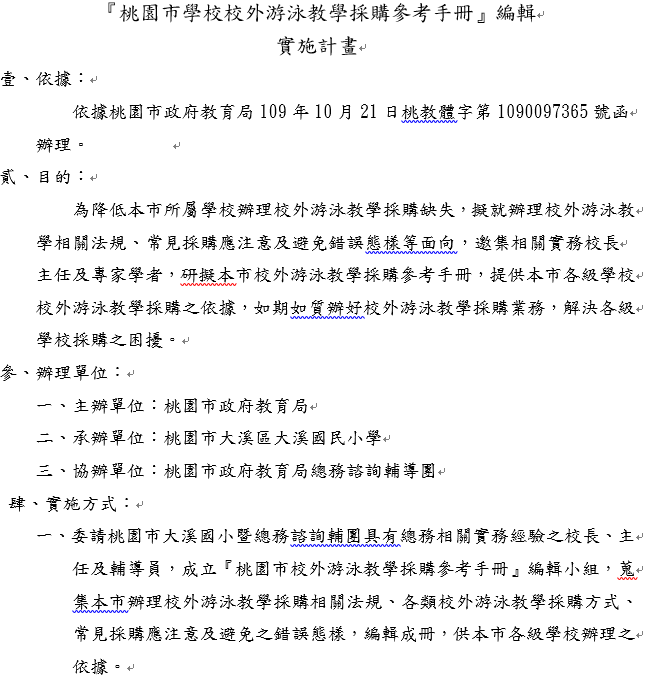 『桃園市學校校外游泳教學採購參考手冊』編輯
實施計畫
壹、依據：
依據桃園市政府教育局109年10月21日桃教體字第1090097365號函
辦理。
貳、目的：
為降低本市所屬學校辦理校外游泳教學採購缺失，擬就辦理校外游泳教
學相關法規、常見採購應注意及避免錯誤態樣等面向，邀集相關實務校長
主任及專家學者，研擬本市校外游泳教學採購參考手冊，提供本市各級學校
校外游泳教學採購之依據，如期如質辦好校外游泳教學採購業務，解決各級
學校採購之困擾。
參、辦理單位：
一、主辦單位：桃園市政府教育局
二、承辦單位：桃園市大溪區大溪國民小學
三、協辦單位：桃園市政府教育局總務諮詢輔導團
肆、實施方式：
一、委請桃園市大溪國小暨總務諮詢輔團具有總務相關實務經驗之校長、主
任及輔導員，成立『桃園市校外游泳教學採購參考手冊』編輯小組，蒐
集本市辦理校外游泳教學採購相關法規、各類校外游泳教學採購方式、
常見採購應注意及避免之錯誤態樣，編輯成冊，供本市各級學校辦理之
依據。